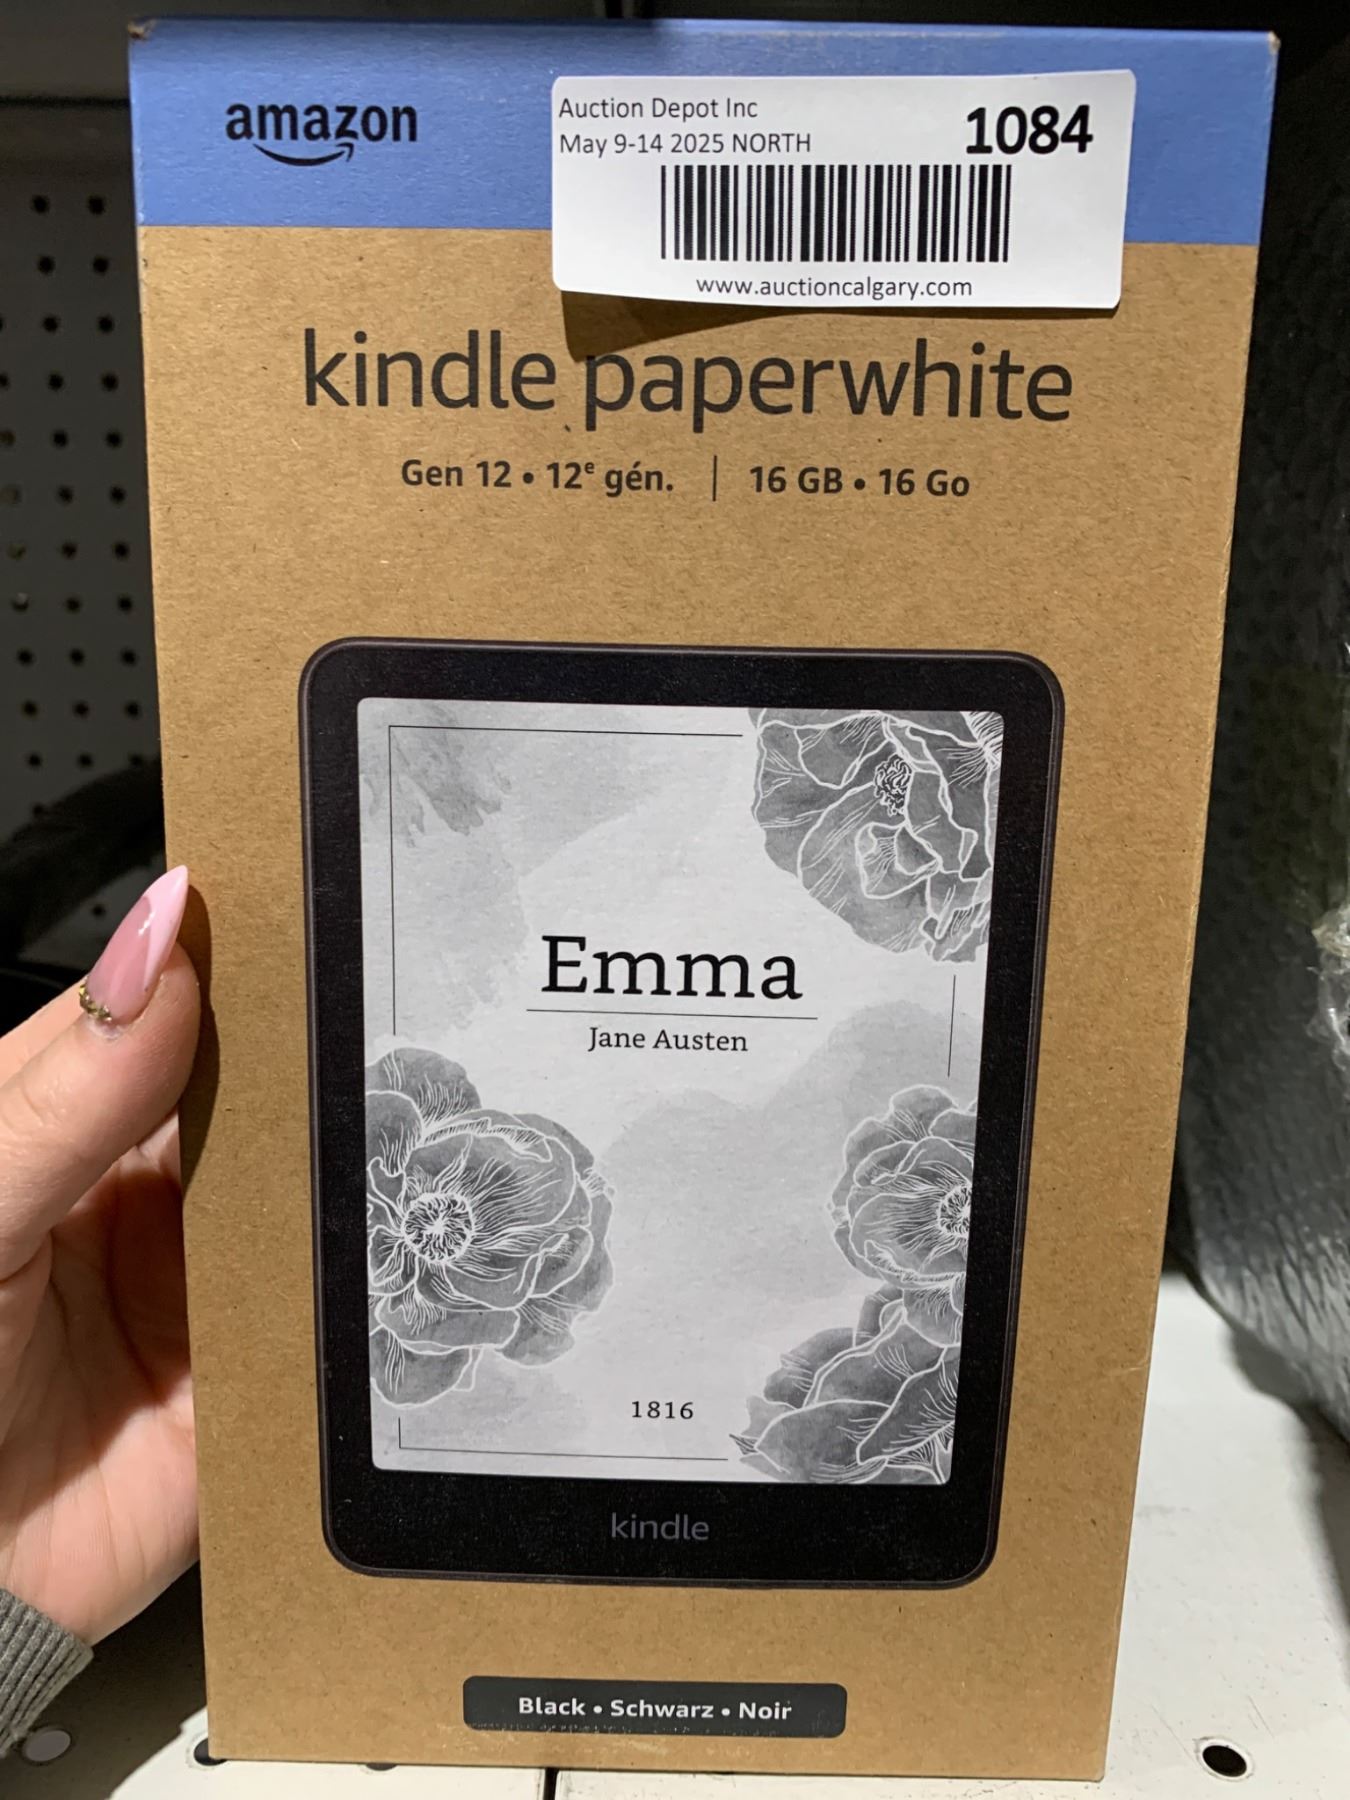 amazon
Auction Depot Inc
May 9-14 2025 NORTH
1084
www.auctioncalgary.com
kindle paperwhite
Gen 12 • 12ᵉ gén. | 16 GB • 16 Go
Emma
Jane Austen
1816
kindle
Black • Schwarz • Noir